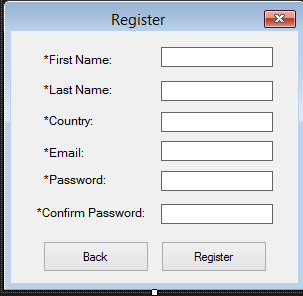 Register
*First Name:
*Last Name:
*Country:
*Email:
*Password:
*Confirm Password:
Back Register